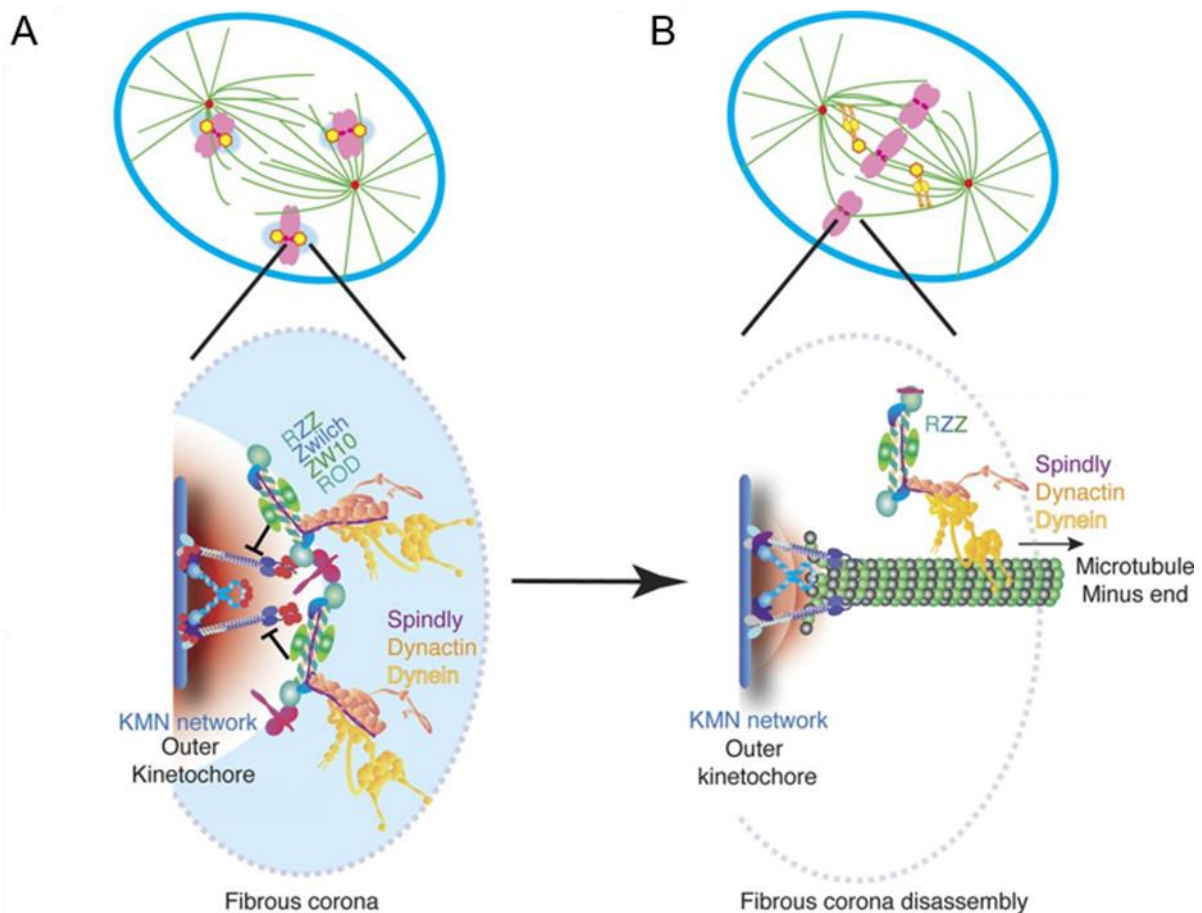 A
B
RZZ
Zwilch
ZW10
ROD
Spindly
Dynactin
Dynein
KMN network
Outer
Kinetochore
Fibrous corona
RZZ
Spindly
Dynactin
Dynein
Microtubule
Minus end
KMN network
Outer
kinetochore
Fibrous corona disassembly